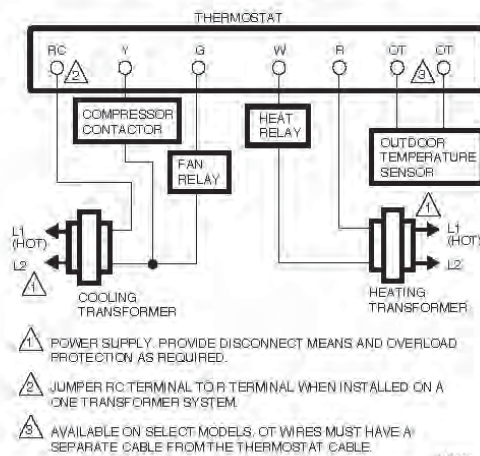 THERMOSTAT
RC Y G W R OT OT
2 3
COMPRESSOR
CONTACTOR
HEAT
RELAY
FAN
RELAY
OUTDOOR
TEMPERATURE
SENSOR
L1
(HOT)
L2
1
COOLING
TRANSFORMER
1
L1
(HOT)
L2
HEATING
TRANSFORMER
1 POWER SUPPLY. PROVIDE DISCONNECT MEANS AND OVERLOAD
PROTECTION AS REQUIRED.
2 JUMPER RC TERMINAL TO R TERMINAL WHEN INSTALLED ON A
ONE TRANSFORMER SYSTEM.
3 AVAILABLE ON SELECT MODELS. OT WIRES MUST HAVE A
SEPARATE CABLE FROM THE THERMOSTAT CABLE.